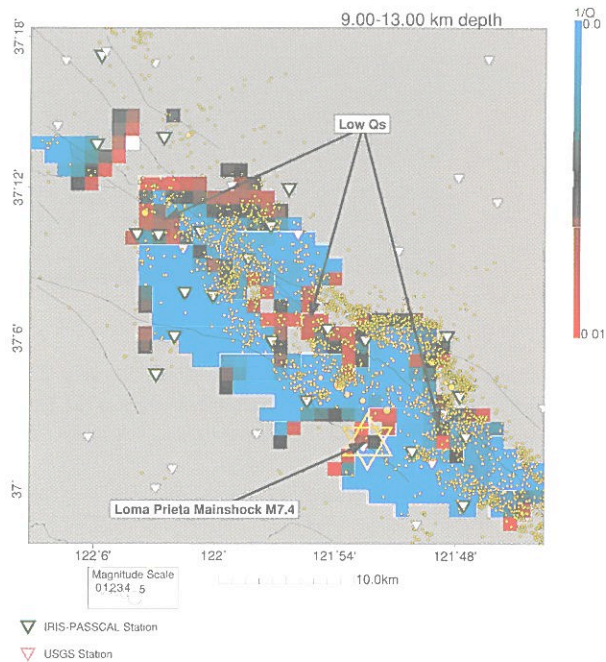 9.00-13.00 km depth
1/Q
0.0
0.01
37°18'
37°12'
37°6'
37°
Low Qs
Loma Prieta Mainshock M7.4
122°6'
122°
121°54'
121°48'
Magnitude Scale
01234 5
10.0km
IRIS-PASSCAL Station
USGS Station